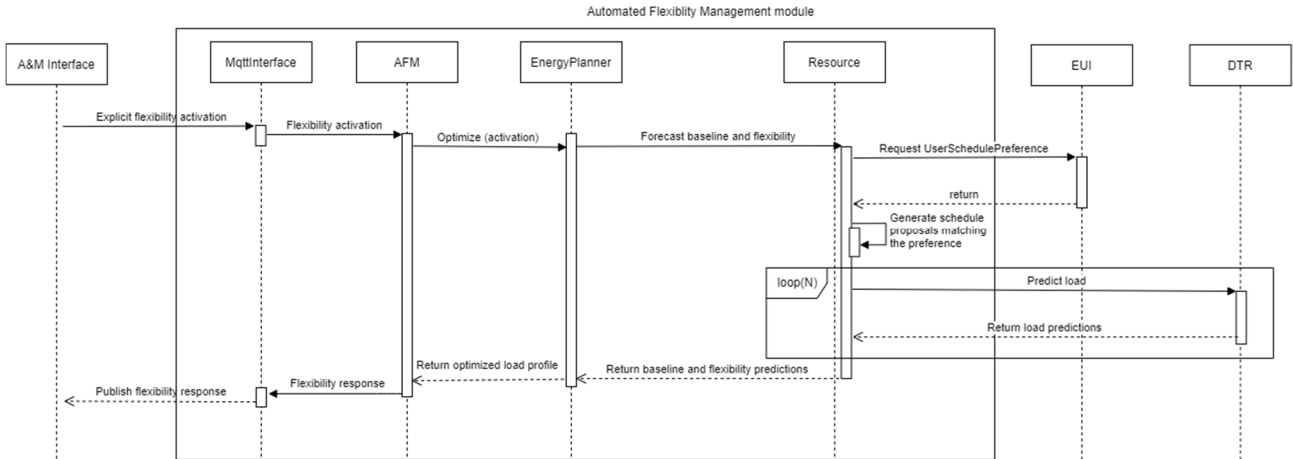 Automated Flexiblity Management module
A&M Interface
MqttInterface
AFM
EnergyPlanner
Resource
EUI
DTR
Explicit flexibility activation
Flexibility activation
Optimize (activation)
Forecast baseline and flexibility
Request UserSchedulePreference
return
Generate schedule
proposals matching
the preference
loop(N)
Predict load
Return load predictions
Return baseline and flexibility predictions
Return optimized load profile
Flexibility response
Publish flexibility response